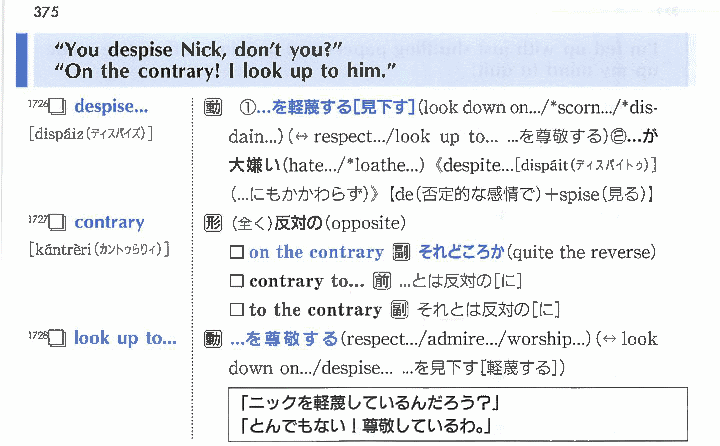 375
“You despise Nick, don't you?”
“On the contrary! I look up to him.”
1726 □ despise... 動 ①…を軽蔑する[見下す](look down on.../*scorn.../*dis-
[dispáiz(ディスパイズ)] dain...)(↔ respect.../look up to... …を尊敬する)②…が
大嫌い(hate.../*loathe...)《despite...[dispáit(ディスパイトゥ)]
(…にもかかわらず)》【de(否定的な感情で)+spise(見る)】
1727 □ contrary 形 (全く)反対の(opposite)
[kántrèri(カントゥらりィ)] □ on the contrary 副 それどころか(quite the reverse)
□ contrary to... 前 …とは反対の[に]
□ to the contrary 副 それとは反対の[に]
1728 □ look up to... 動 …を尊敬する(respect.../admire.../worship...)(↔ look
down on.../despise... …を見下す[軽蔑する])
「ニックを軽蔑しているんだろう?」
「とんでもない!尊敬しているわ。」